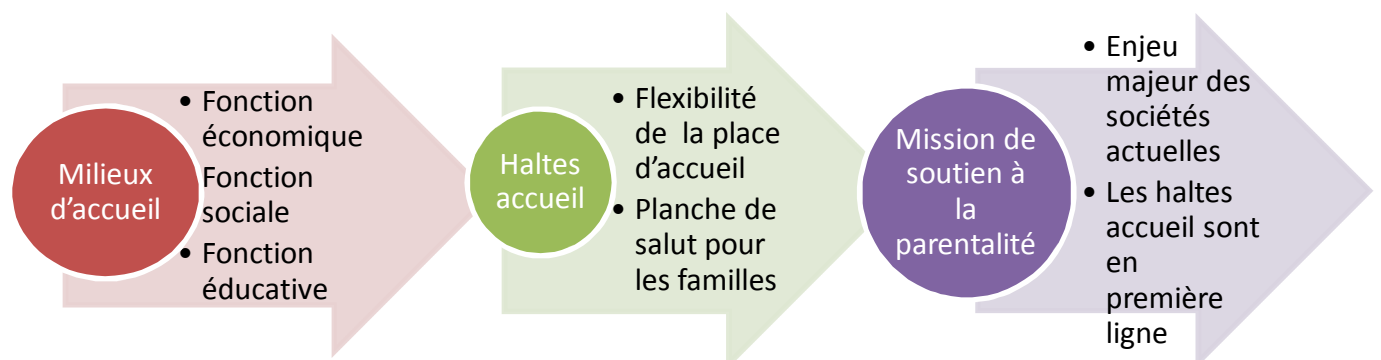 Milieux
d’accueil
• Fonction
économique
Fonction
sociale
• Fonction
éducative
Haltes
accueil
• Flexibilité
de la place
d’accueil
• Planche de
salut pour
les familles
Mission de
soutien à
la
parentalité
• Enjeu
majeur des
sociétés
actuelles
• Les haltes
accueil sont
en
première
ligne